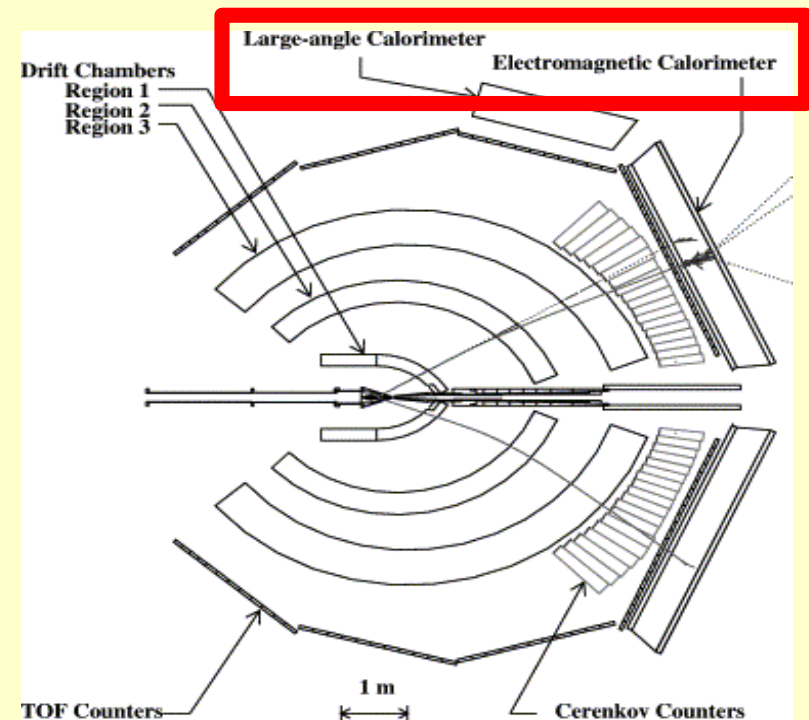 Large-angle Calorimeter
Electromagnetic Calorimeter
Drift Chambers
Region 1
Region 2
Region 3
1 m
TOF Counters
Cerenkov Counters